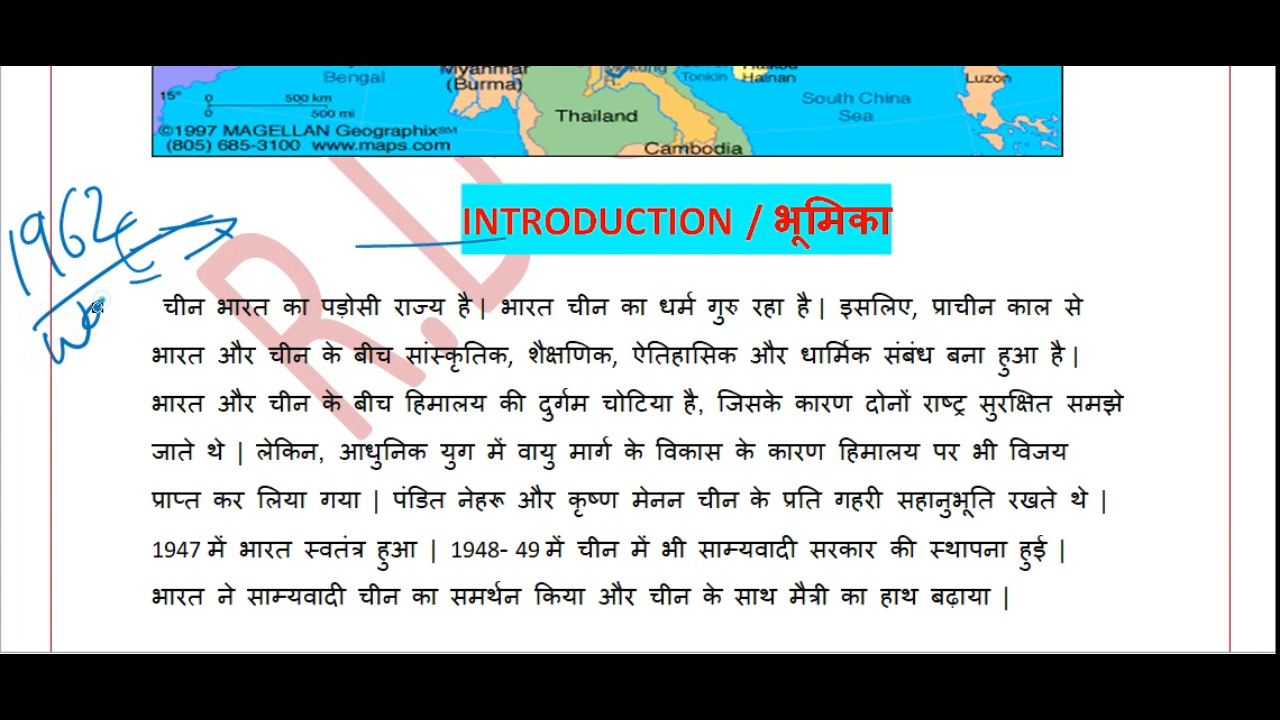 Bengal
Myanmar
(Burma)
Tonkin
Hainan
Luzon
15°
0 500 km
0 500 mi
Thailand
South China
Sea
©1997 MAGELLAN Geographix℠
(805) 685-3100 www.maps.com
Cambodia
R.D
1962
INTRODUCTION / भूमिका
चीन भारत का पड़ोसी राज्य है | भारत चीन का धर्म गुरु रहा है | इसलिए, प्राचीन काल से
भारत और चीन के बीच सांस्कृतिक, शैक्षणिक, ऐतिहासिक और धार्मिक संबंध बना हुआ है |
भारत और चीन के बीच हिमालय की दुर्गम चोटिया है, जिसके कारण दोनों राष्ट्र सुरक्षित समझे
जाते थे | लेकिन, आधुनिक युग में वायु मार्ग के विकास के कारण हिमालय पर भी विजय
प्राप्त कर लिया गया | पंडित नेहरू और कृष्ण मेनन चीन के प्रति गहरी सहानुभूति रखते थे |
1947 में भारत स्वतंत्र हुआ | 1948- 49 में चीन में भी साम्यवादी सरकार की स्थापना हुई |
भारत ने साम्यवादी चीन का समर्थन किया और चीन के साथ मैत्री का हाथ बढ़ाया |